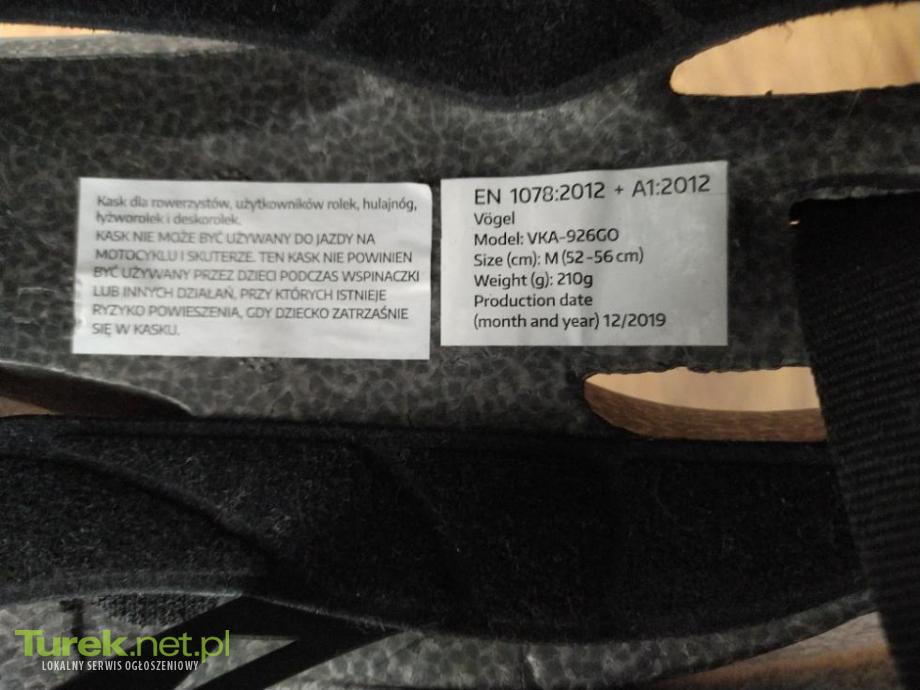 Kask dla rowerzystów, użytkowników rolek, hulajnóg,
łyżworolek i deskorolek.
KASK NIE MOŻE BYĆ UŻYWANY DO JAZDY NA
MOTOCYKLU I SKUTERZE. TEN KASK NIE POWINIEN
BYĆ UŻYWANY PRZEZ DZIECI PODCZAS WSPINACZKI
LUB INNYCH DZIAŁAŃ, PRZY KTÓRYCH ISTNIEJE
RYZYKO POWIESZENIA, GDY DZIECKO ZATRZAŚNIE
SIĘ W KASKU.
EN 1078:2012 + A1:2012
Vögel
Model: VKA-926GO
Size (cm): M (52-56 cm)
Weight (g): 210g
Production date
(month and year) 12/2019
Turek.net.pl
LOKALNY SERWIS OGŁOSZENIOWY